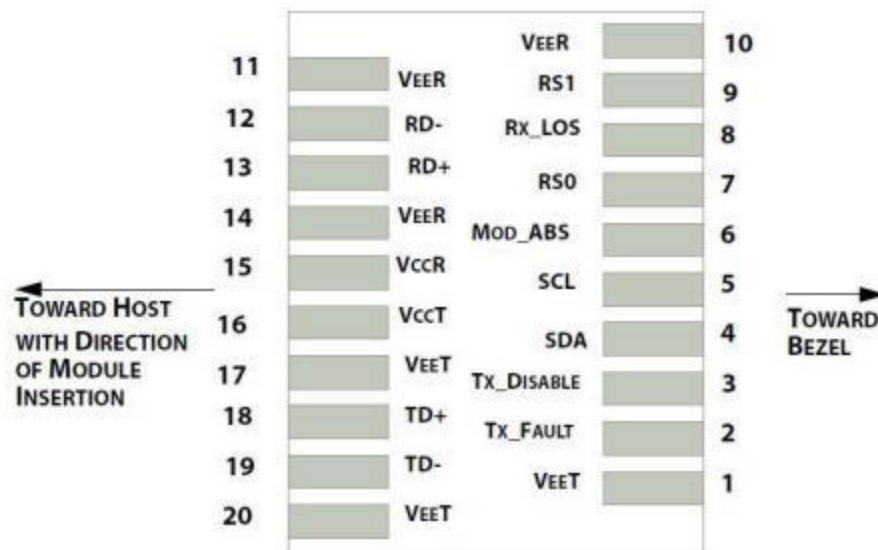 11 VEER
12 RD-
13 RD+
14 VEER
15 VCCR
16 VCCT
17 VEET
18 TD+
19 TD-
20 VEET
VEER 10
RS1 9
RX_LOS 8
RS0 7
MOD_ABS 6
SCL 5
SDA 4
TX_DISABLE 3
TX_FAULT 2
VEET 1
TOWARD HOST
WITH DIRECTION
OF MODULE
INSERTION
TOWARD
BEZEL